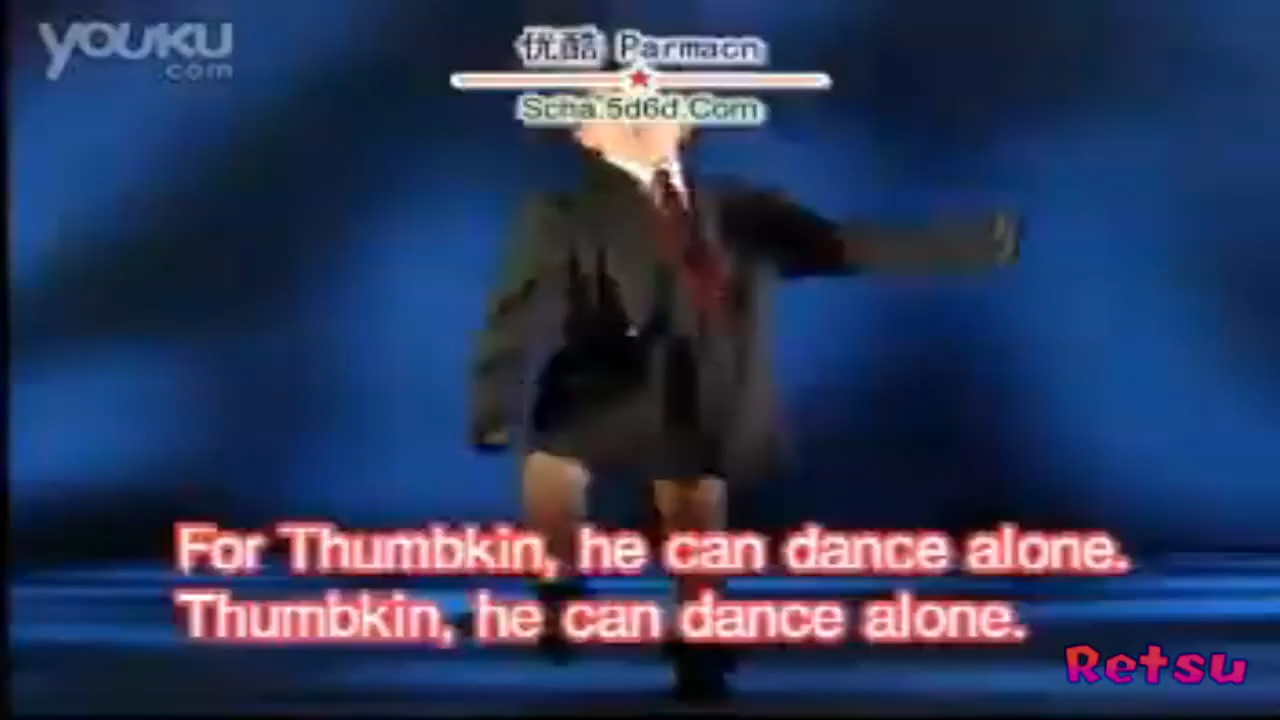 YOUKU
.com
优酷 Parmacn
Scha.5d6d.Com
For Thumbkin, he can dance alone.
Thumbkin, he can dance alone.
Retsu